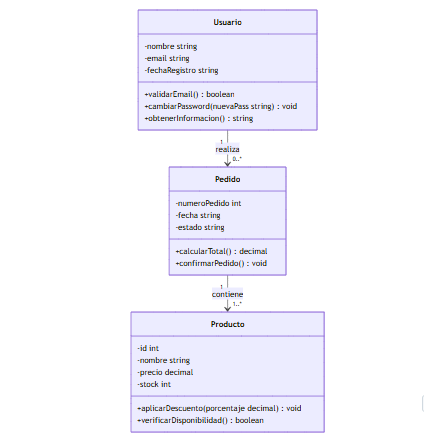 Usuario
-nombre string
-email string
-fechaRegistro string
+validarEmail() : boolean
+cambiarPassword(nuevaPass string) : void
+obtenerInformacion() : string
1
realiza
0..*
Pedido
-numeroPedido int
-fecha string
-estado string
+calcularTotal() : decimal
+confirmarPedido() : void
1
contiene
1..*
Producto
-id int
-nombre string
-precio decimal
-stock int
+aplicarDescuento(porcentaje decimal) : void
+verificarDisponibilidad() : boolean